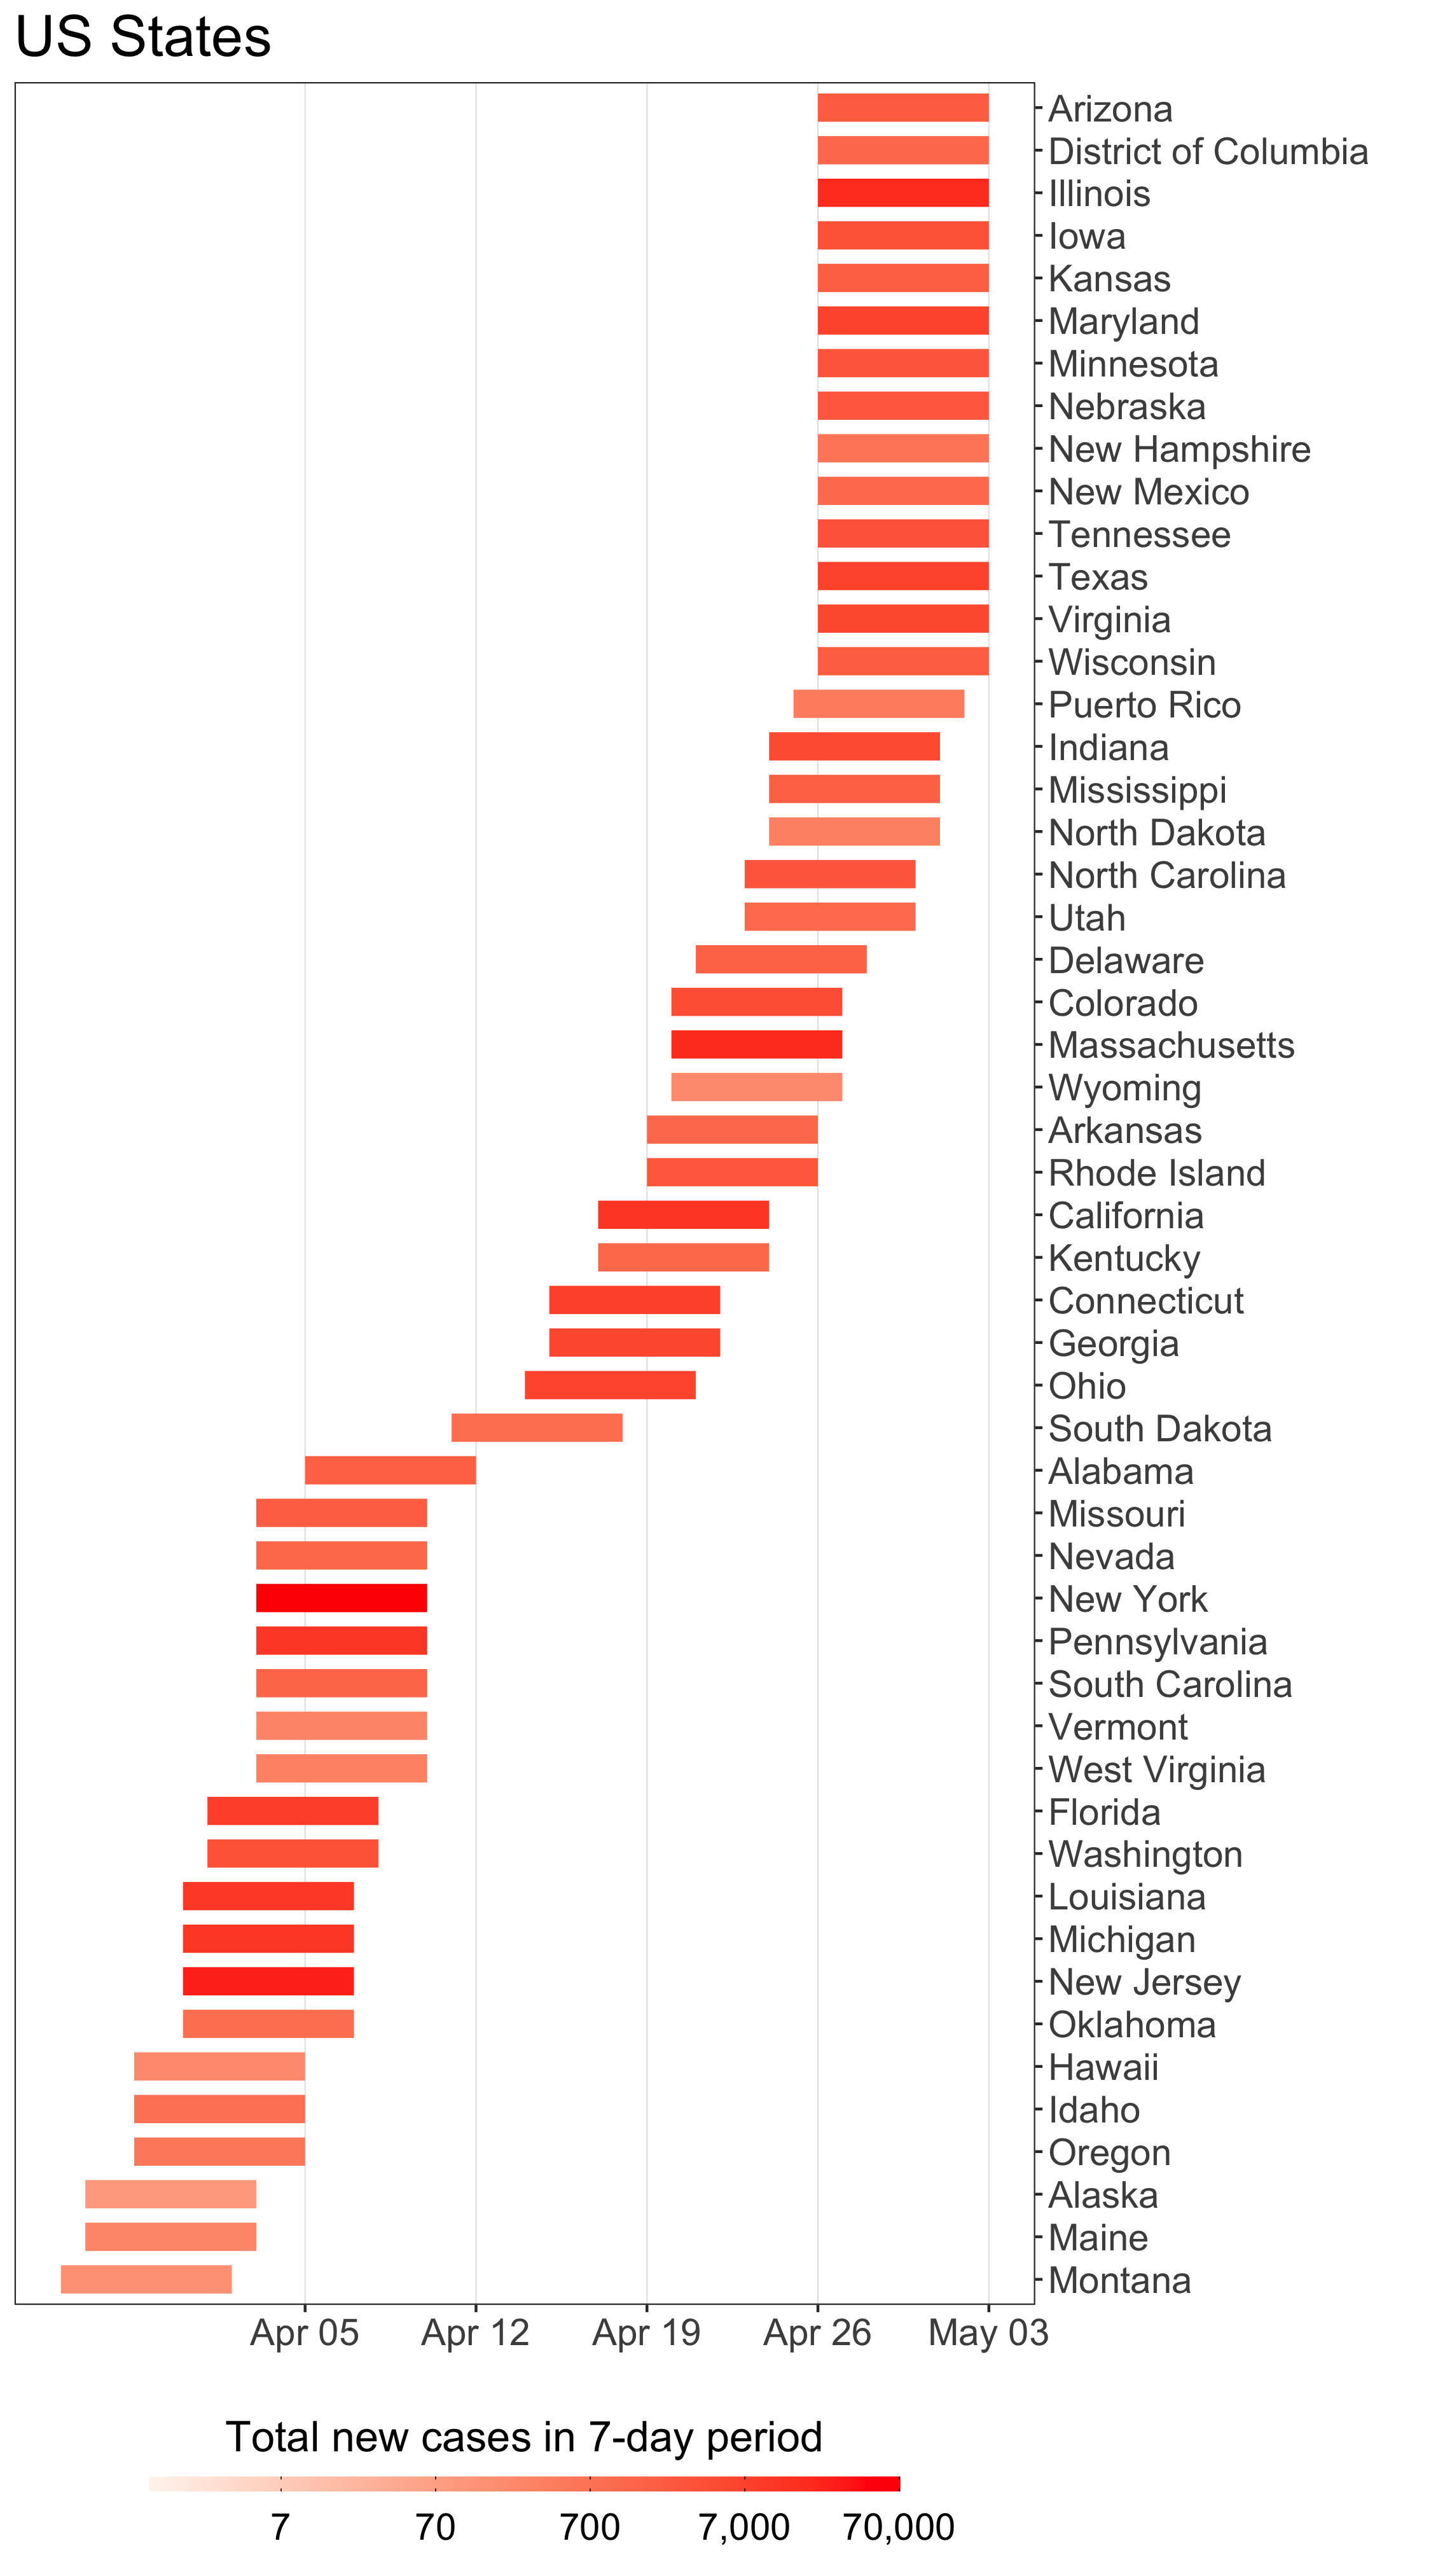 US States
Arizona
District of Columbia
Illinois
Iowa
Kansas
Maryland
Minnesota
Nebraska
New Hampshire
New Mexico
Tennessee
Texas
Virginia
Wisconsin
Puerto Rico
Indiana
Mississippi
North Dakota
North Carolina
Utah
Delaware
Colorado
Massachusetts
Wyoming
Arkansas
Rhode Island
California
Kentucky
Connecticut
Georgia
Ohio
South Dakota
Alabama
Missouri
Nevada
New York
Pennsylvania
South Carolina
Vermont
West Virginia
Florida
Washington
Louisiana
Michigan
New Jersey
Oklahoma
Hawaii
Idaho
Oregon
Alaska
Maine
Montana
Apr 05 Apr 12 Apr 19 Apr 26 May 03
Total new cases in 7-day period
7 70 700 7,000 70,000